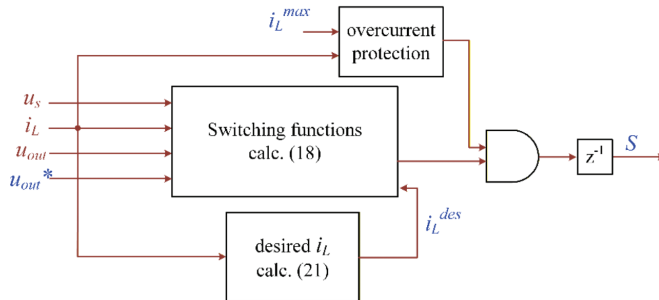 i_L^max
overcurrent
protection
u_s
i_L
u_out
u_out*
Switching functions
calc. (18)
z^-1
S
i_L^des
desired i_L
calc. (21)